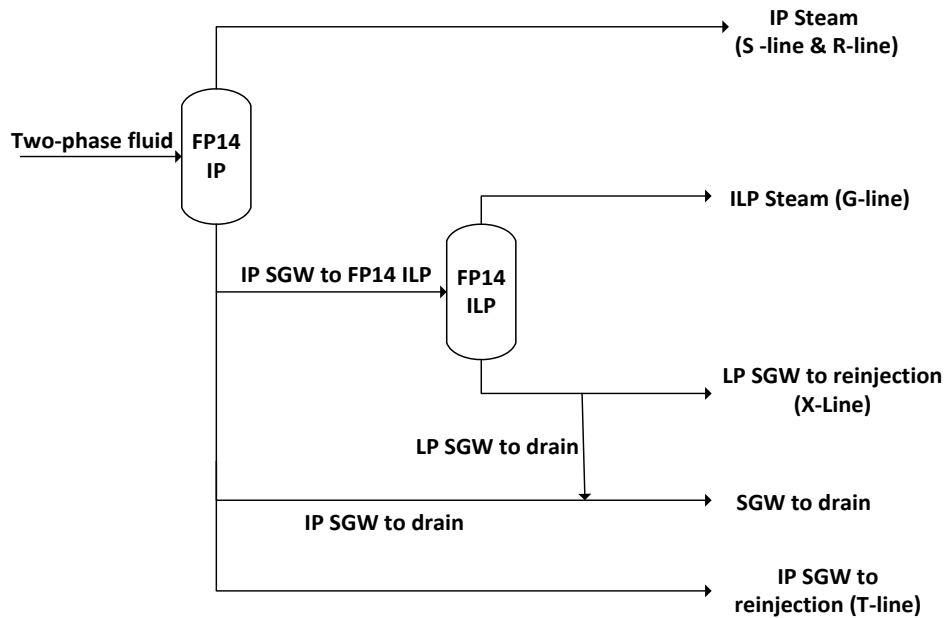 IP Steam
(S -line & R-line)
Two-phase fluid
FP14
IP
ILP Steam (G-line)
IP SGW to FP14 ILP
FP14
ILP
LP SGW to reinjection
(X-Line)
LP SGW to drain
SGW to drain
IP SGW to drain
IP SGW to
reinjection (T-line)